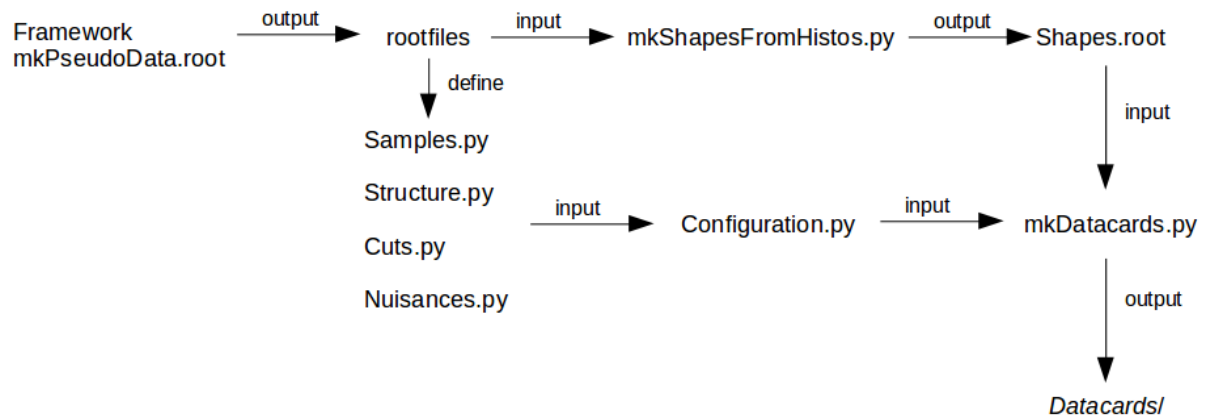 Framework
mkPseudoData.root
output
rootfiles
input
mkShapesFromHistos.py
output
Shapes.root
define
input
Samples.py
Structure.py
Cuts.py
Nuisances.py
input
Configuration.py
input
mkDatacards.py
output
Datacards/